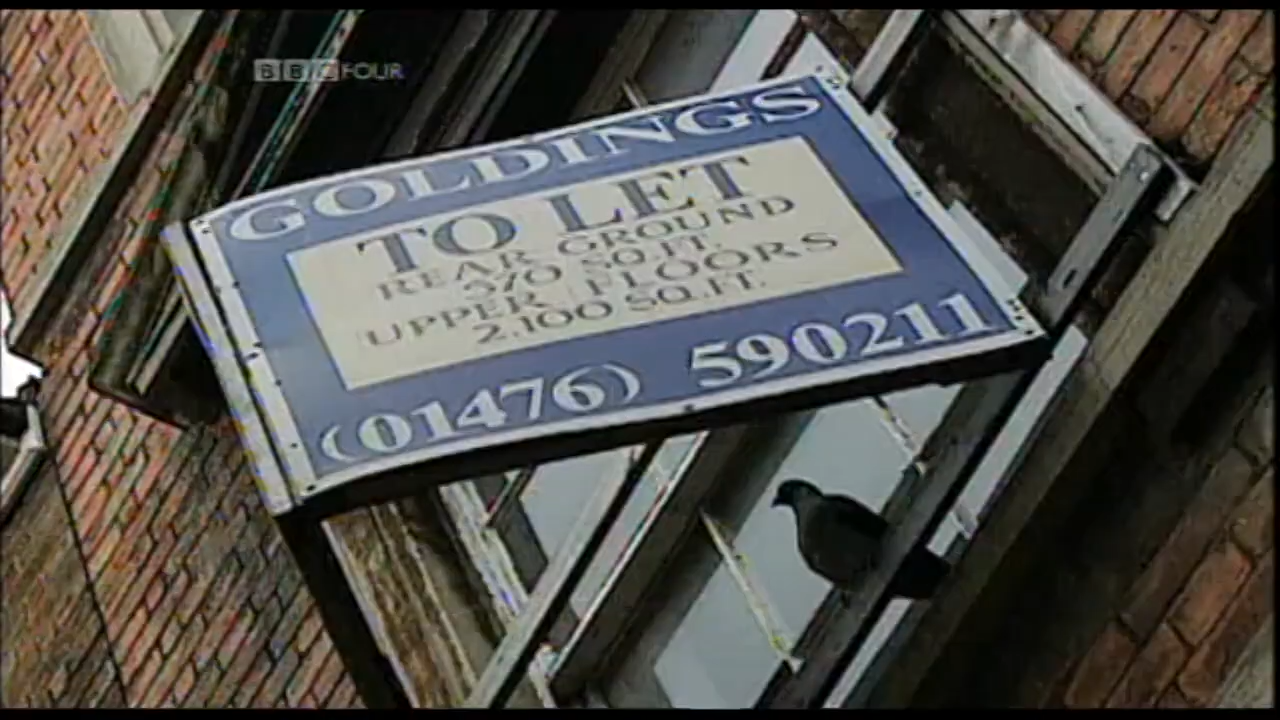 BBC FOUR
GOLDINGS
TO LET
REAR GROUND
570 SQ.FT.
UPPER FLOORS
2,100 SQ.FT.
(01476) 590211